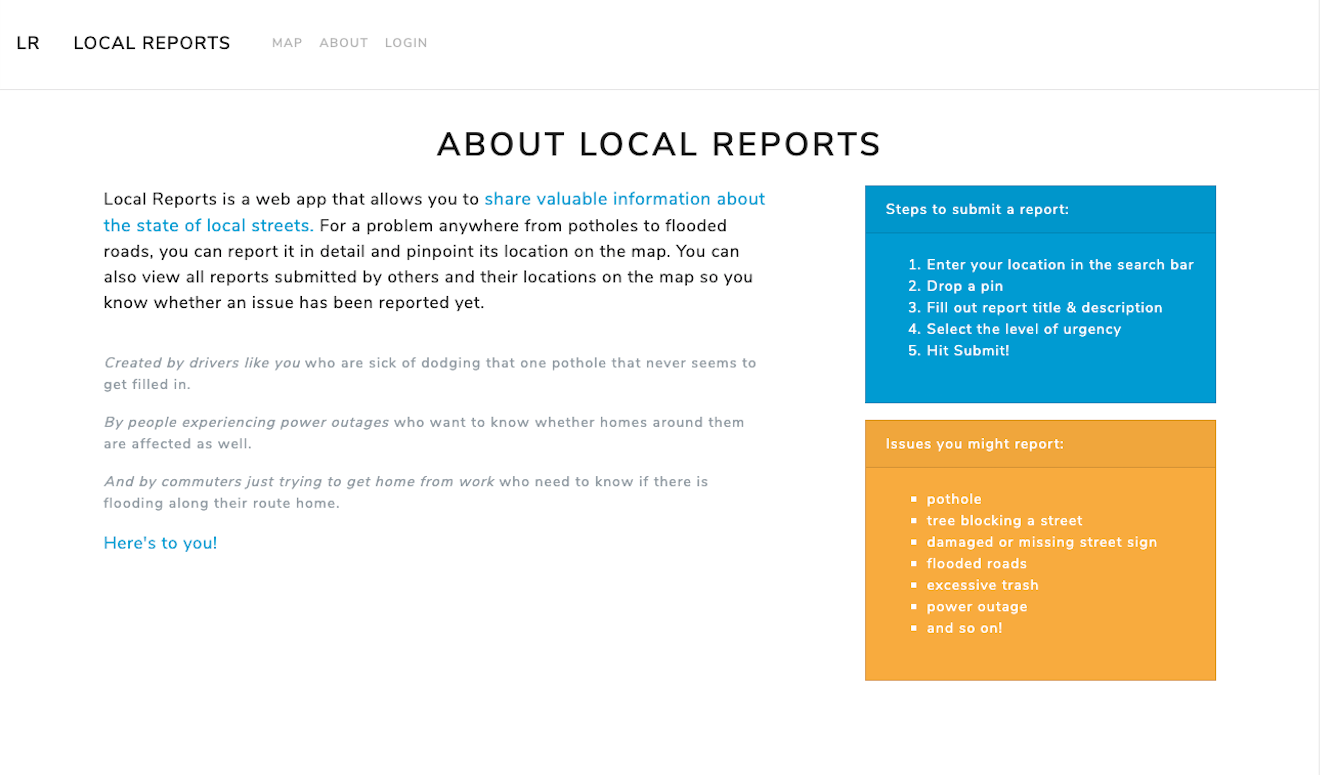 LR LOCAL REPORTS MAP ABOUT LOGIN
ABOUT LOCAL REPORTS
Local Reports is a web app that allows you to share valuable information about
the state of local streets. For a problem anywhere from potholes to flooded
roads, you can report it in detail and pinpoint its location on the map. You can
also view all reports submitted by others and their locations on the map so you
know whether an issue has been reported yet.
Created by drivers like you who are sick of dodging that one pothole that never seems to
get filled in.
By people experiencing power outages who want to know whether homes around them
are affected as well.
And by commuters just trying to get home from work who need to know if there is
flooding along their route home.
Here's to you!
Steps to submit a report:
1. Enter your location in the search bar
2. Drop a pin
3. Fill out report title & description
4. Select the level of urgency
5. Hit Submit!
Issues you might report:
▪ pothole
▪ tree blocking a street
▪ damaged or missing street sign
▪ flooded roads
▪ excessive trash
▪ power outage
▪ and so on!